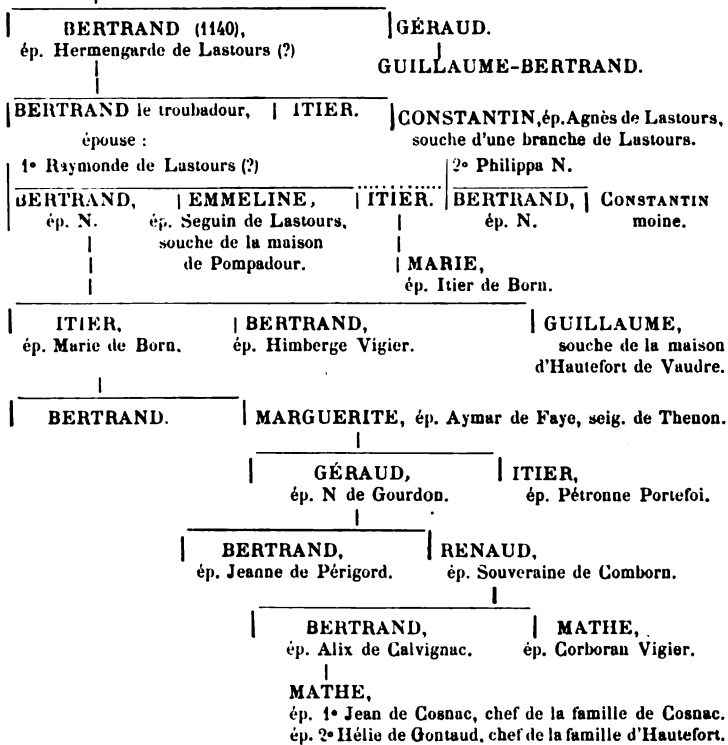 BERTRAND (1140), GÉRAUD.
ép. Hermengarde de Lastours (?)
GUILLAUME-BERTRAND.
BERTRAND le troubadour, ITIER. CONSTANTIN, ép. Agnès de Lastours,
épouse : souche d'une branche de Lastours.
1º Raymonde de Lastours (?) 2º Philippa N.
BERTRAND, EMMELINE, ITIER. BERTRAND, CONSTANTIN
ép. N. ép. Seguin de Lastours, ép. N. moine.
souche de la maison
de Pompadour. MARIE,
ép. Itier de Born.
ITIER, BERTRAND, GUILLAUME,
ép. Marie de Born. ép. Himberge Vigier. souche de la maison
d'Hautefort de Vaudre.
BERTRAND. MARGUERITE, ép. Aymar de Faye, seig. de Thenon.
GÉRAUD, ITIER,
ép. N de Gourdon. ép. Pétronne Portefoi.
BERTRAND, RENAUD,
ép. Jeanne de Périgord. ép. Souveraine de Comborn.
BERTRAND, MATHE,
ép. Alix de Calvignac. ép. Corboran Vigier.
MATHE,
ép. 1º Jean de Cosnac, chef de la famille de Cosnac.
ép. 2º Hélie de Gontaud, chef de la famille d'Hautefort.